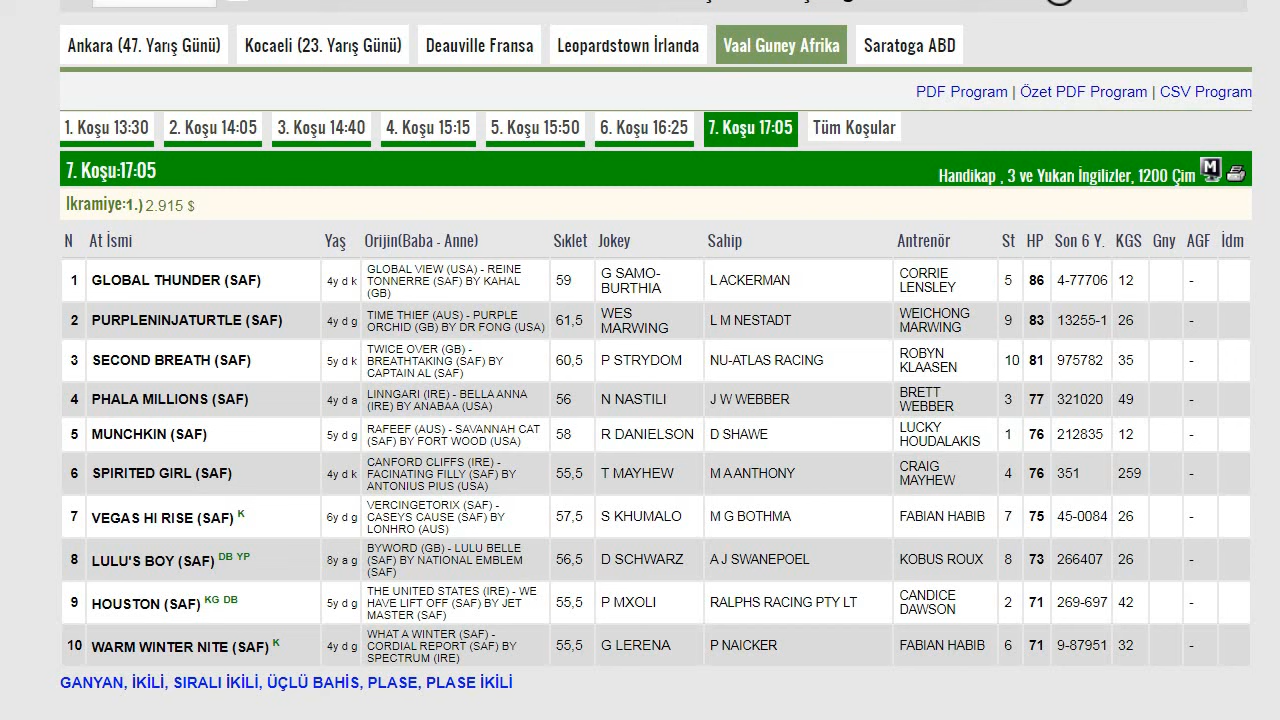 Ankara (47. Yarış Günü) Kocaeli (23. Yarış Günü) Deauville Fransa Leopardstown İrlanda Vaal Guney Afrika Saratoga ABD
PDF Program | Özet PDF Program | CSV Program
1. Koşu 13:30 2. Koşu 14:05 3. Koşu 14:40 4. Koşu 15:15 5. Koşu 15:50 6. Koşu 16:25 7. Koşu 17:05 Tüm Koşular
7. Koşu:17:05 Handikap , 3 ve Yukarı İngilizler, 1200 Çim M
Ikramiye:1.) 2.915 $
N At İsmi Yaş Orijin(Baba - Anne) Sıklet Jokey Sahip Antrenör St HP Son 6 Y. KGS Gny AGF İdm
1 GLOBAL THUNDER (SAF) 4y d k GLOBAL VIEW (USA) - REINE TONNERRE (SAF) BY KAHAL (GB) 59 G SAMO-BURTHIA L ACKERMAN CORRIE LENSLEY 5 86 4-77706 12 -
2 PURPLENINJATURTLE (SAF) 4y d g TIME THIEF (AUS) - PURPLE ORCHID (GB) BY DR FONG (USA) 61,5 WES MARWING L M NESTADT WEICHONG MARWING 9 83 13255-1 26 -
3 SECOND BREATH (SAF) 5y d k TWICE OVER (GB) - BREATHTAKING (SAF) BY CAPTAIN AL (SAF) 60,5 P STRYDOM NU-ATLAS RACING ROBYN KLAASEN 10 81 975782 35 -
4 PHALA MILLIONS (SAF) 4y d a LINNGARI (IRE) - BELLA ANNA (IRE) BY ANABAA (USA) 56 N NASTILI J W WEBBER BRETT WEBBER 3 77 321020 49 -
5 MUNCHKIN (SAF) 5y d g RAFEEF (AUS) - SAVANNAH CAT (SAF) BY FORT WOOD (USA) 58 R DANIELSON D SHAWE LUCKY HOUDALAKIS 1 76 212835 12 -
6 SPIRITED GIRL (SAF) 4y d k CANFORD CLIFFS (IRE) - FACINATING FILLY (SAF) BY ANTONIUS PIUS (USA) 55,5 T MAYHEW M A ANTHONY CRAIG MAYHEW 4 76 351 259 -
7 VEGAS HI RISE (SAF) K 6y d g VERCINGETORIX (SAF) - CASEYS CAUSE (SAF) BY LONHRO (AUS) 57,5 S KHUMALO M G BOTHMA FABIAN HABIB 7 75 45-0084 26 -
8 LULU'S BOY (SAF) DB YP 8y a g BYWORD (GB) - LULU BELLE (SAF) BY NATIONAL EMBLEM (SAF) 56,5 D SCHWARZ A J SWANEPOEL KOBUS ROUX 8 73 266407 26 -
9 HOUSTON (SAF) KG DB 5y d g THE UNITED STATES (IRE) - WE HAVE LIFT OFF (SAF) BY JET MASTER (SAF) 55,5 P MXOLI RALPHS RACING PTY LT CANDICE DAWSON 2 71 269-697 42 -
10 WARM WINTER NITE (SAF) K 4y d g WHAT A WINTER (SAF) - CORDIAL REPORT (SAF) BY SPECTRUM (IRE) 55,5 G LERENA P NAICKER FABIAN HABIB 6 71 9-87951 32 -
GANYAN, İKİLİ, SIRALI İKİLİ, ÜÇLÜ BAHİS, PLASE, PLASE İKİLİ